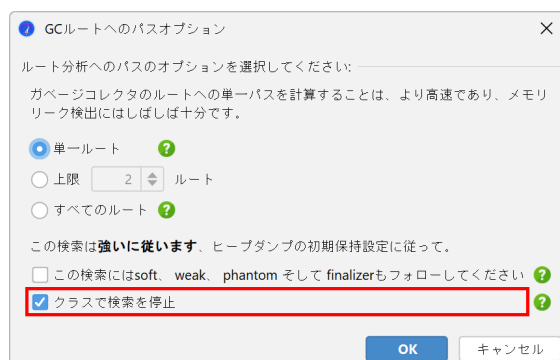 GCルートへのパスオプション
ルート分析へのパスのオプションを選択してください:
ガベージコレクタのルートへの単一パスを計算することは、より高速であり、メモリ
リーク検出にはしばしば十分です。
単一ルート ?
上限 2 ルート
すべてのルート ?
この検索は強いに従います、ヒープダンプの初期保持設定に従って。
この検索にはsoft、 weak、 phantom そして finalizerもフォローしてください ?
クラスで検索を停止 ?
OK キャンセル